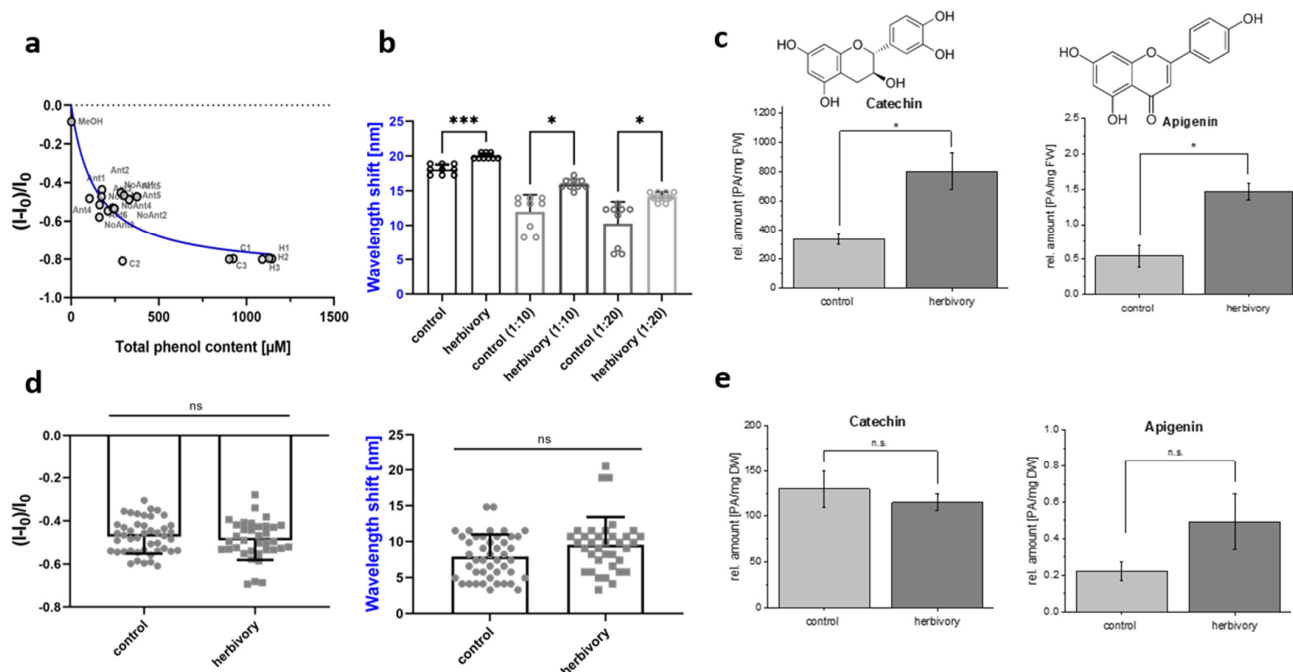 a
(I-I0)/I0
0.0
-0.2
-0.4
-0.6
-0.8
-1.0
MeOH
Ant2
Ant1
Ant5
Ant4
NoAnt4
NoAnt2
C1
H1
C2
C3
H2
H3
0
500
1000
1500
Total phenol content [µM]
b
Wavelength shift [nm]
25
20
15
10
5
0
***
*
*
control
herbivory
control (1:10)
herbivory (1:10)
control (1:20)
herbivory (1:20)
c
OH
OH
HO
O
OH
OH
Catechin
rel. amount [PA/mg FW]
1200
1000
800
600
400
200
0
*
control
herbivory
OH
HO
O
OH
O
Apigenin
rel. amount [PA/mg FW]
2.5
2.0
1.5
1.0
0.5
0.0
*
control
herbivory
d
ns
(I-I0)/I0
0.0
-0.4
-0.6
-0.8
control
herbivory
ns
Wavelength shift [nm]
25
20
15
10
5
0
control
herbivory
e
Catechin
rel. amount [PA/mg DW]
200
150
100
50
0
n.s.
control
herbivory
Apigenin
rel. amount [PA/mg DW]
1.0
0.8
0.6
0.4
0.2
0.0
n.s.
control
herbivory